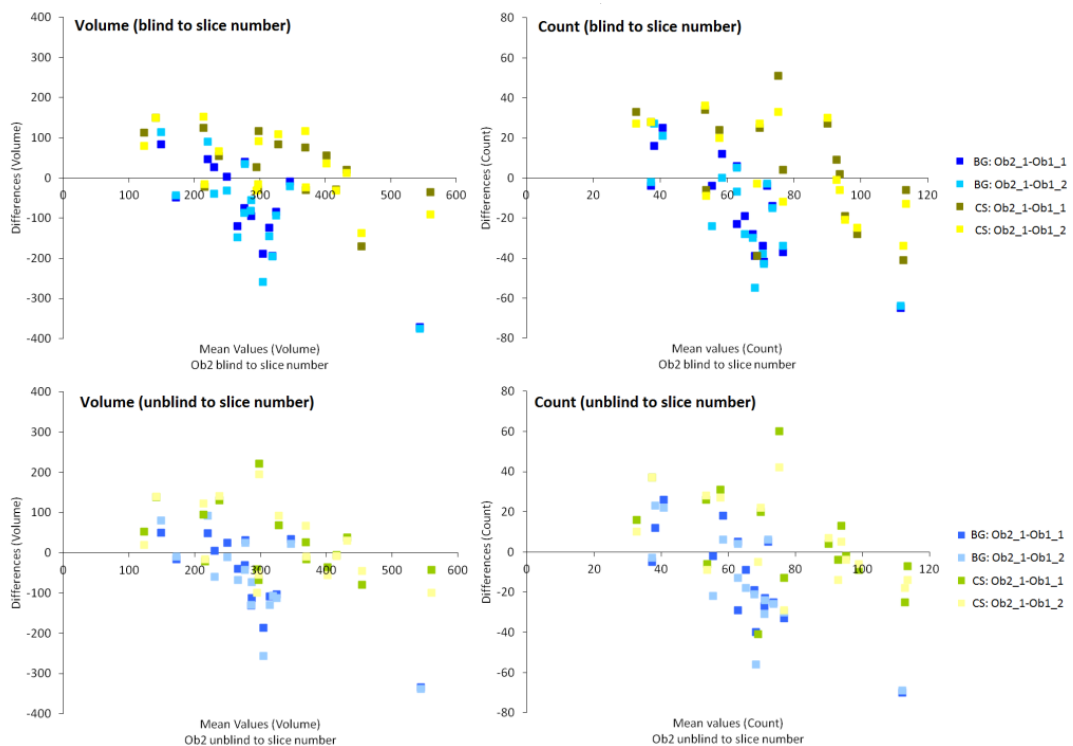 Volume (blind to slice number)
Differences (Volume)
400
300
200
100
0
-100
-200
-300
-400
0 100 200 300 400 500 600
Mean Values (Volume)
Ob2 blind to slice number
Count (blind to slice number)
Differences (Count)
80
60
40
20
0
-20
-40
-60
-80
0 20 40 60 80 100 120
Mean values (Count)
Ob2 blind to slice number
BG: Ob2_1-Ob1_1
BG: Ob2_1-Ob1_2
CS: Ob2_1-Ob1_1
CS: Ob2_1-Ob1_2
Volume (unblind to slice number)
Differences (Volume)
400
300
200
100
0
-100
-200
-300
-400
0 100 200 300 400 500 600
Mean Values (Volume)
Ob2 unblind to slice number
Count (unblind to slice number)
Differences (Count)
80
60
40
20
0
-20
-40
-60
-80
0 20 40 60 80 100 120
Mean values (Count)
Ob2 unblind to slice number
BG: Ob2_1-Ob1_1
BG: Ob2_1-Ob1_2
CS: Ob2_1-Ob1_1
CS: Ob2_1-Ob1_2